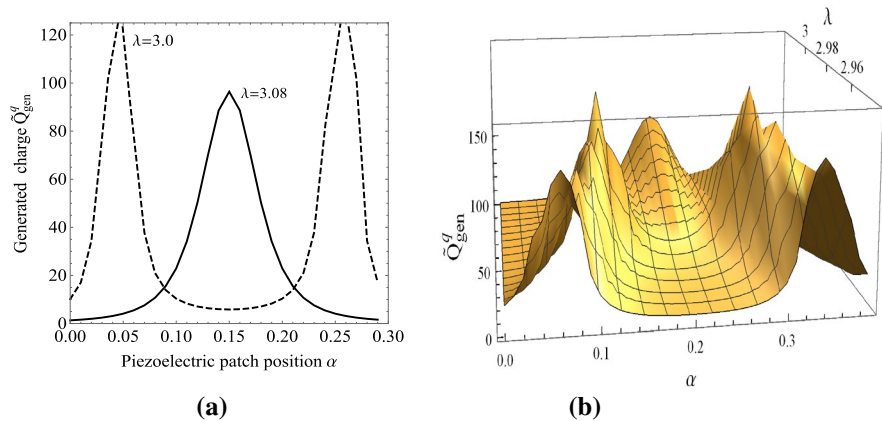 120
100
80
60
40
20
0
0.00 0.05 0.10 0.15 0.20 0.25 0.30
Generated charge Q̃^q_gen
Piezoelectric patch position α
λ=3.0
λ=3.08
(a)
λ
3
2.98
2.96
150
100
50
0
Q̃^q_gen
0.0 0.1 0.2 0.3
α
(b)